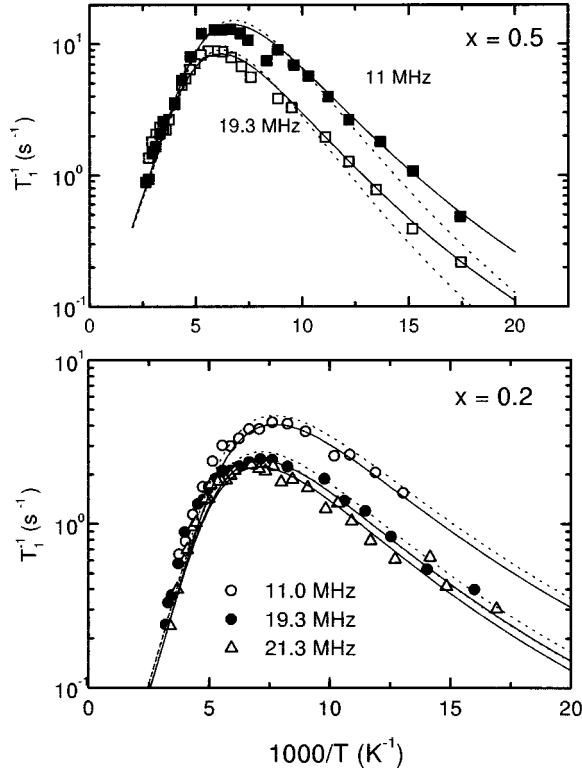 10¹
x = 0.5
11 MHz
10⁰
T₁⁻¹ (s⁻¹)
19.3 MHz
10⁻¹
0 5 10 15 20
10¹
x = 0.2
10⁰
T₁⁻¹ (s⁻¹)
11.0 MHz
19.3 MHz
21.3 MHz
10⁻¹
0 5 10 15 20
1000/T (K⁻¹)